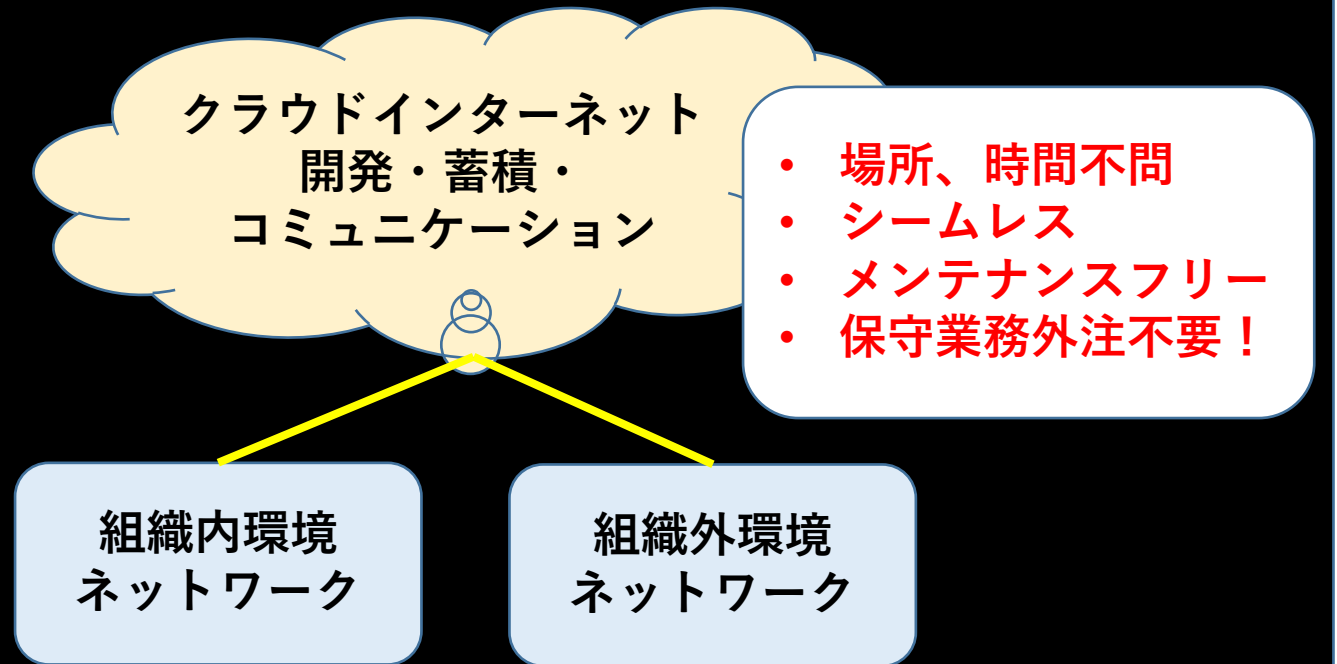 クラウドインターネット
開発・蓄積・
コミュニケーション
• 場所、時間不問
• シームレス
• メンテナンスフリー
• 保守業務外注不要！
組織内環境
ネットワーク
組織外環境
ネットワーク